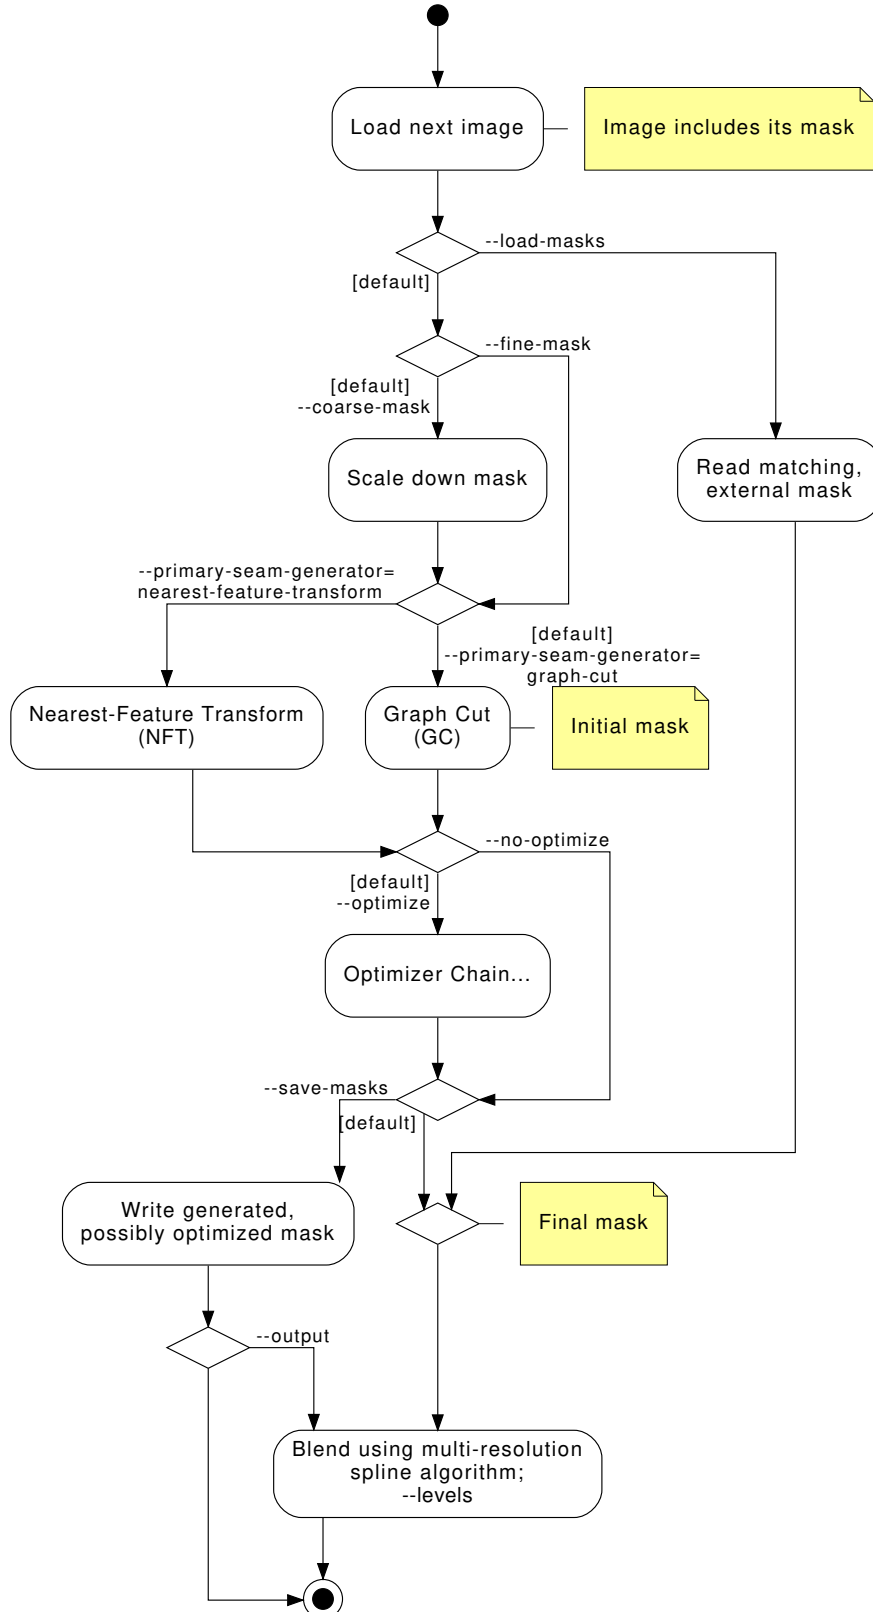 Load next image
Image includes its mask
--load-masks
[default]
--fine-mask
[default]
--coarse-mask
Scale down mask
Read matching,
external mask
--primary-seam-generator=
nearest-feature-transform
[default]
--primary-seam-generator=
graph-cut
Nearest-Feature Transform
(NFT)
Graph Cut
(GC)
Initial mask
--no-optimize
[default]
--optimize
Optimizer Chain...
--save-masks
[default]
Write generated,
possibly optimized mask
Final mask
--output
Blend using multi-resolution
spline algorithm;
--levels